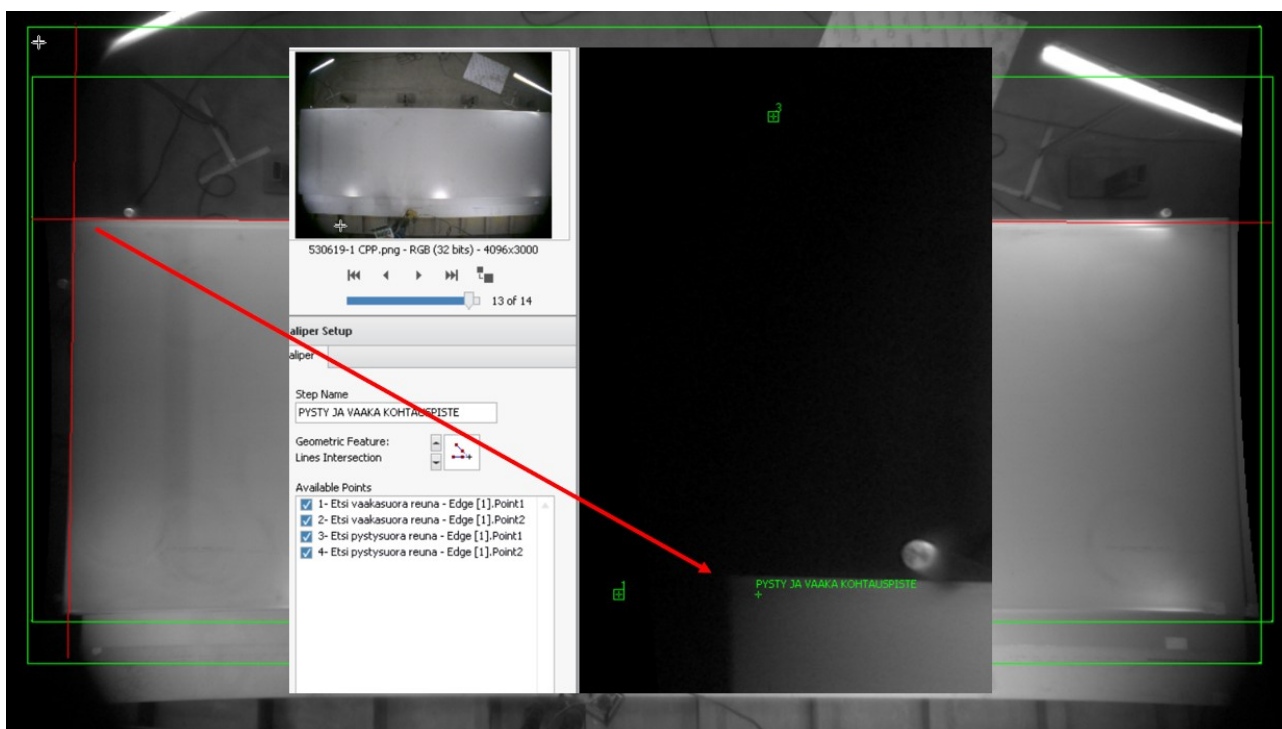 530619-1 CPP.png - RGB (32 bits) - 4096x3000
13 of 14
aliper Setup
aliper
Step Name
PYSTY JA VAAKA KOHTAUSPISTE
Geometric Feature:
Lines Intersection
Available Points
1- Etsi vaakasuora reuna - Edge [1].Point1
2- Etsi vaakasuora reuna - Edge [1].Point2
3- Etsi pystysuora reuna - Edge [1].Point1
4- Etsi pystysuora reuna - Edge [1].Point2
3
1
PYSTY JA VAAKA KOHTAUSPISTE